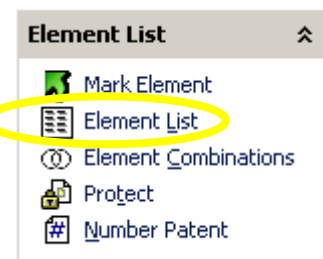 Element List
Mark Element
Element List
Element Combinations
Protect
Number Patent